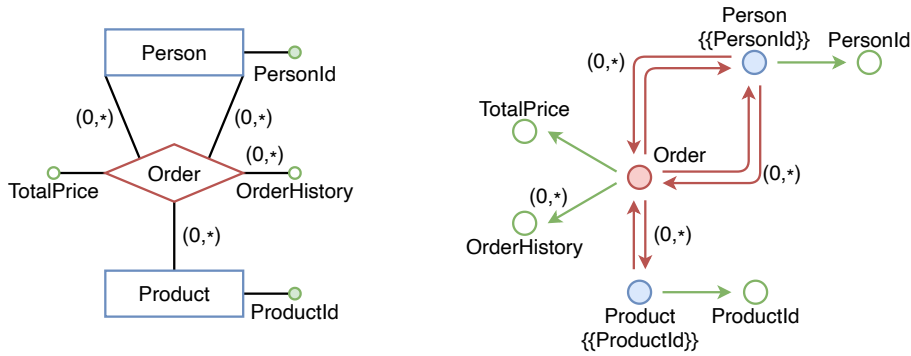 Person
PersonId
(0,*)
(0,*)
(0,*)
Order
TotalPrice
OrderHistory
(0,*)
Product
ProductId
Person
{{PersonId}}
PersonId
(0,*)
TotalPrice
Order
(0,*)
(0,*)
OrderHistory
(0,*)
Product
{{ProductId}}
ProductId